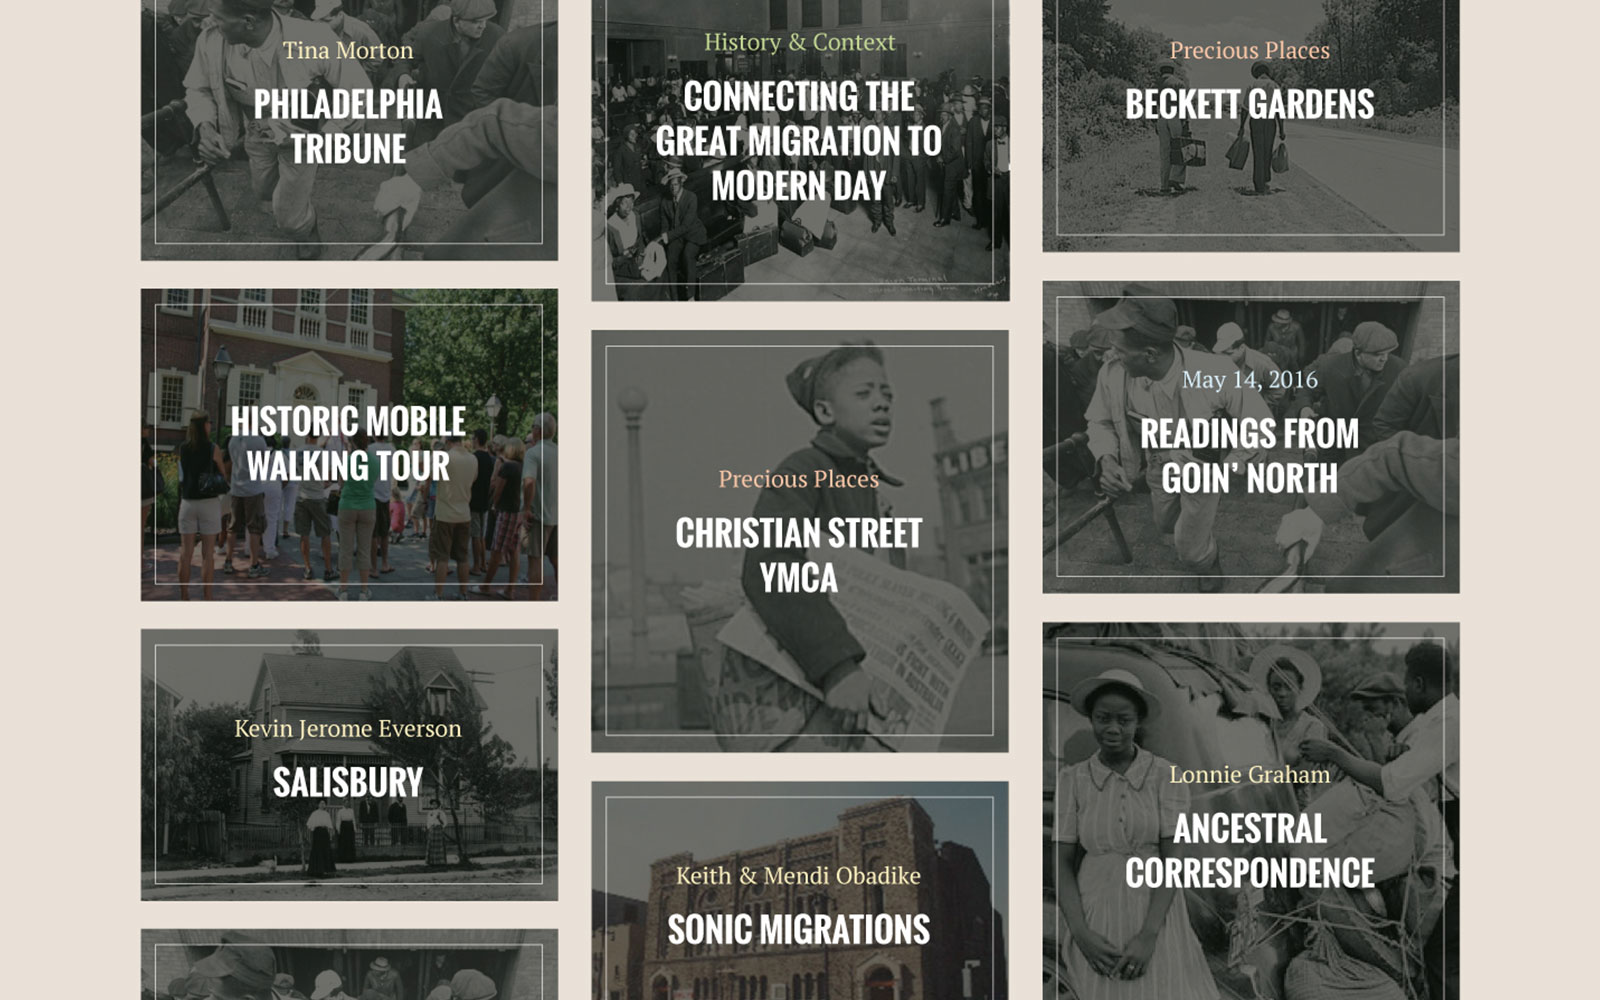 Tina Morton
PHILADELPHIA
TRIBUNE
HISTORIC MOBILE
WALKING TOUR
Kevin Jerome Everson
SALISBURY
History & Context
CONNECTING THE
GREAT MIGRATION TO
MODERN DAY
Precious Places
CHRISTIAN STREET
YMCA
LIBE
Keith & Mendi Obadike
SONIC MIGRATIONS
Precious Places
BECKETT GARDENS
May 14, 2016
READINGS FROM
GOIN’ NORTH
Lonnie Graham
ANCESTRAL
CORRESPONDENCE